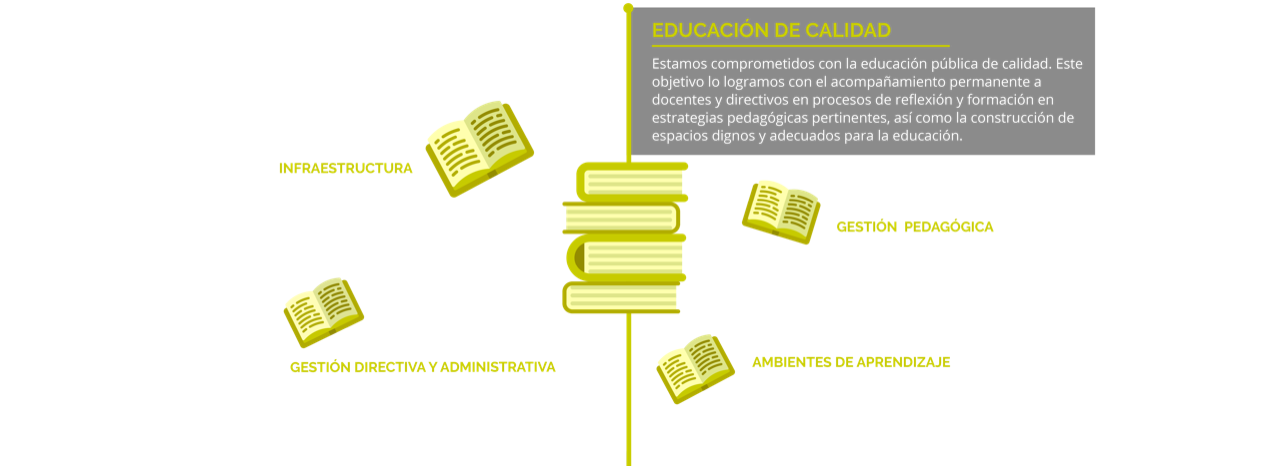 EDUCACIÓN DE CALIDAD
Estamos comprometidos con la educación pública de calidad. Este
objetivo lo logramos con el acompañamiento permanente a
docentes y directivos en procesos de reflexión y formación en
estrategias pedagógicas pertinentes, así como la construcción de
espacios dignos y adecuados para la educación.
INFRAESTRUCTURA
GESTIÓN PEDAGÓGICA
GESTIÓN DIRECTIVA Y ADMINISTRATIVA
AMBIENTES DE APRENDIZAJE